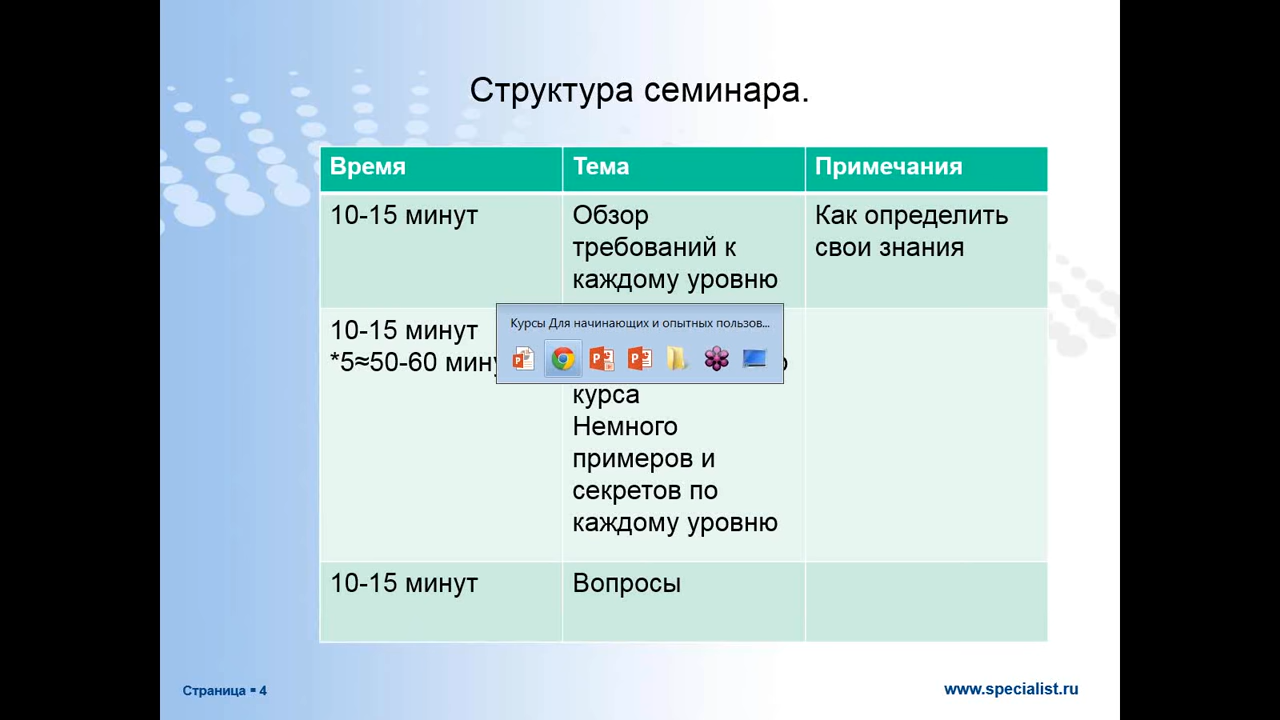 Структура семинара.
Время
Тема
Примечания
10-15 минут
Обзор
требований к
каждому уровню
Как определить
свои знания
Курсы Для начинающих и опытных пользов...
10-15 минут
*5≈50-60
курса
Немного
примеров и
секретов по
каждому уровню
10-15 минут
Вопросы
Страница ▪ 4
www.specialist.ru